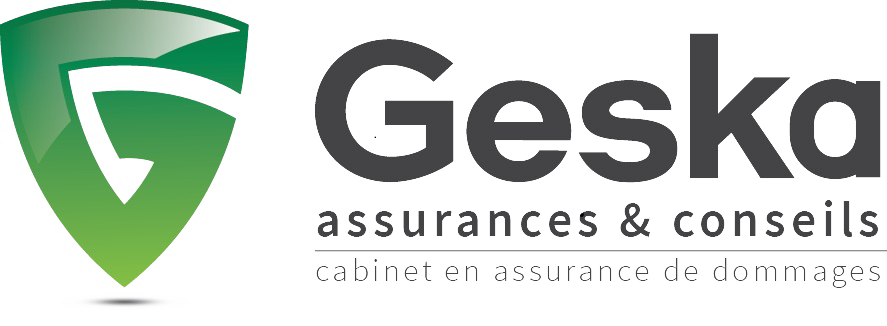 Geska
assurances & conseils
cabinet en assurance de dommages